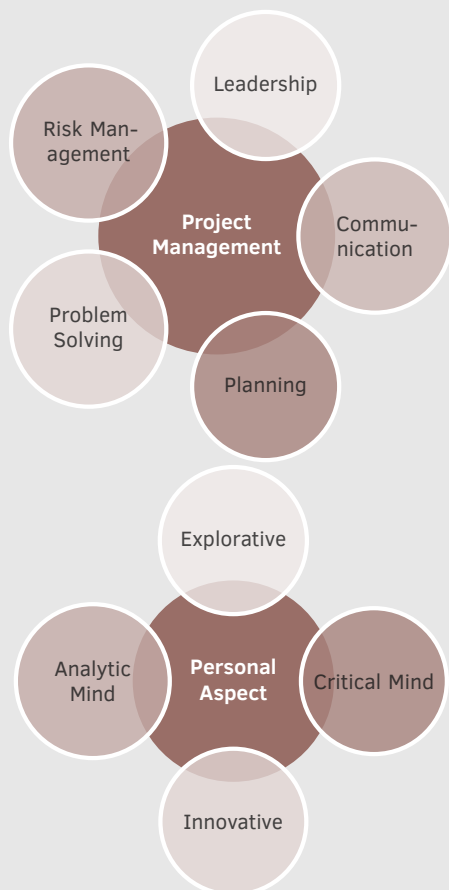 Leadership
Risk Man-
agement
Project
Management
Commu-
nication
Problem
Solving
Planning
Explorative
Analytic
Mind
Personal
Aspect
Critical Mind
Innovative